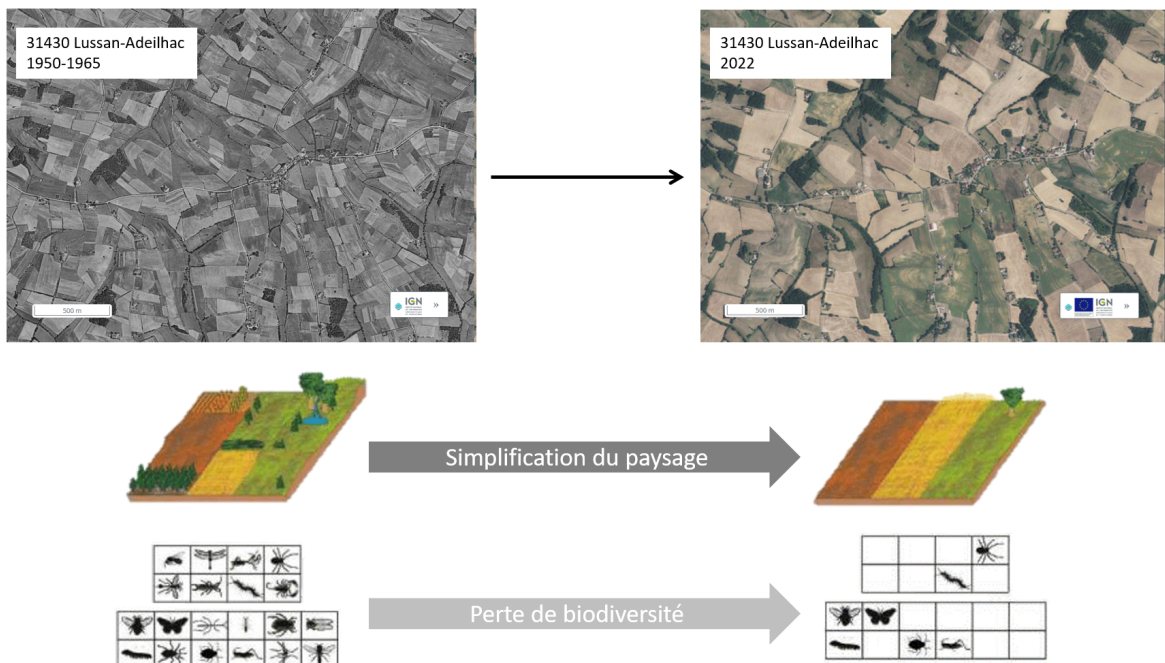 31430 Lussan-Adeilhac
1950-1965
31430 Lussan-Adeilhac
2022
500 m
IGN
»
500 m
IGN
»
Simplification du paysage
Perte de biodiversité